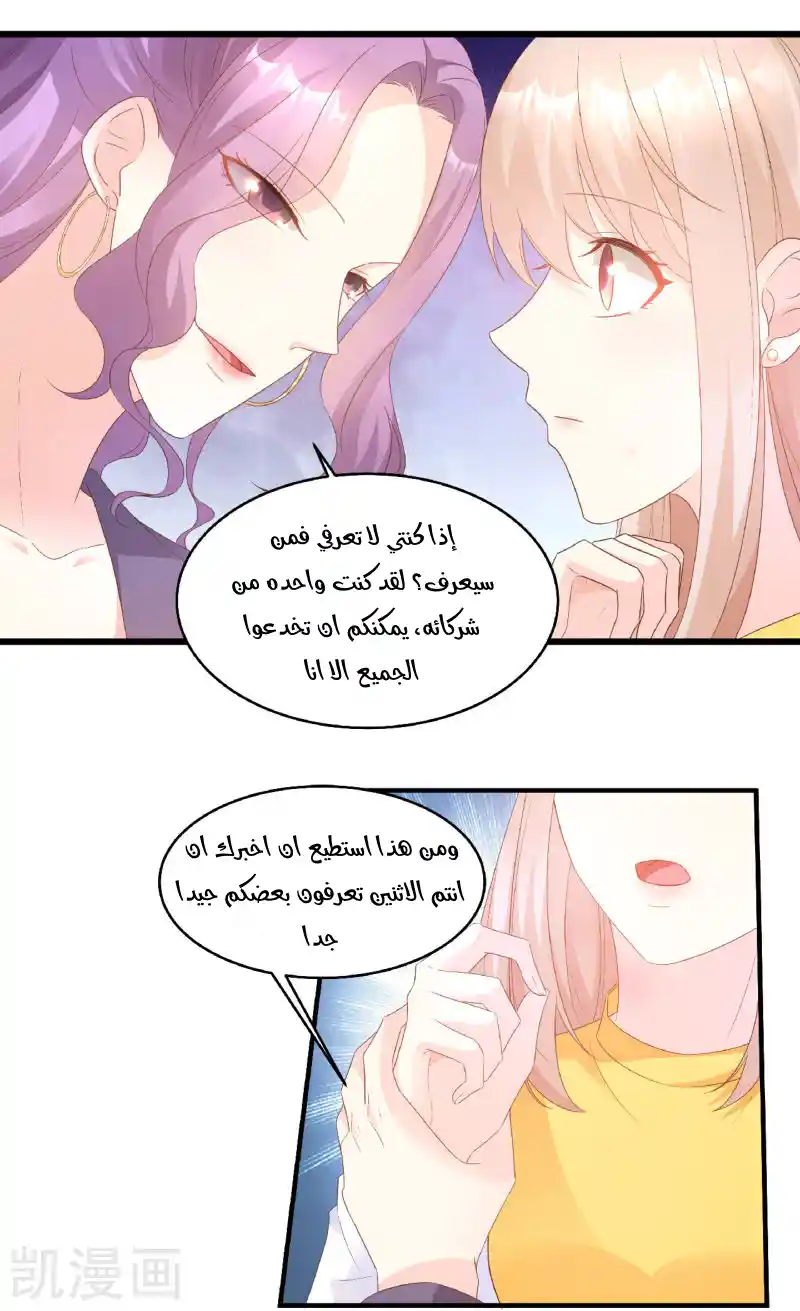 إذا كنتي لا تعرفي فمن
سيعرف؟ لقد كنت واحده من
شركائه، يمكنكم ان تخدعوا
الجميع الا انا
ومن هذا استطيع ان اخبرك ان
انتم الاثنين تعرفون بعضكم جيدا
جدا
凯漫画